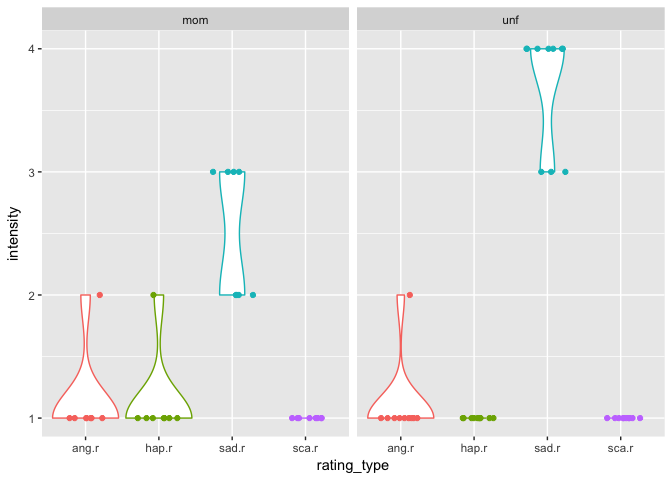 mom unf
intensity
4
3
2
1
ang.r hap.r sad.r sca.r ang.r hap.r sad.r sca.r
rating_type